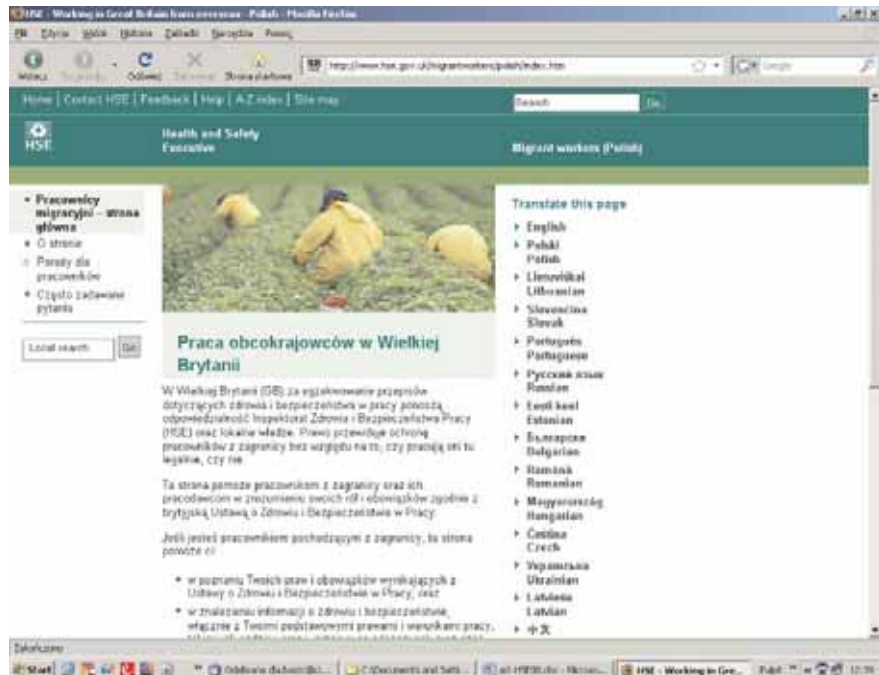 HSE - Working in Great Britain from overseas - Polish - Mozilla Firefox
Edycja Widok Historia Zakładki Narzędzia Pomoc
Wstecz Odśwież Strona startowa
http://www.hse.gov.uk/migrantworkers/polish/index.htm
Google
Home | Contact HSE | Feedback | Help | A-Z index | Site map
Search Go
HSE
Health and Safety
Executive
Migrant workers (Polish)
Pracownicy
migracyjni – strona
główna
O stronie
Porady dla
pracowników
Często zadawane
pytania
Local search Go
Praca obcokrajowców w Wielkiej
Brytanii
W Wielkiej Brytanii (GB) za egzekwowanie przepisów
dotyczących zdrowia i bezpieczeństwa w pracy ponoszą
odpowiedzialność Inspektorat Zdrowia i Bezpieczeństwa Pracy
(HSE) oraz lokalne władze. Prawo przewiduje ochronę
pracowników z zagranicy bez względu na to, czy pracują oni tu
legalnie, czy nie.
Ta strona pomoże pracownikom z zagranicy oraz ich
pracodawcom w zrozumieniu swoich ról i obowiązków zgodnie z
brytyjską Ustawą o Zdrowiu i Bezpieczeństwie w Pracy.
Jeśli jesteś pracownikiem pochodzącym z zagranicy, ta strona
pomoże ci
w poznaniu Twoich praw i obowiązków wynikających z
Ustawy o Zdrowiu i Bezpieczeństwie w Pracy, oraz
w znalezieniu informacji o zdrowiu i bezpieczeństwie,
włącznie z Twoimi podstawowymi prawami i warunkami pracy,
Translate this page
English
Polski
Polish
Lietuviškai
Lithuanian
Slovenčina
Slovak
Português
Portuguese
Русский язык
Russian
Eesti keel
Estonian
Български
Bulgarian
Română
Romanian
Magyarország
Hungarian
Čeština
Czech
Українська
Ukrainian
Latviešu
Latvian
中文
Zakończono
Start
C:\Documents and Setti...
HSE - Working in Gre...
Pulpit
12:39